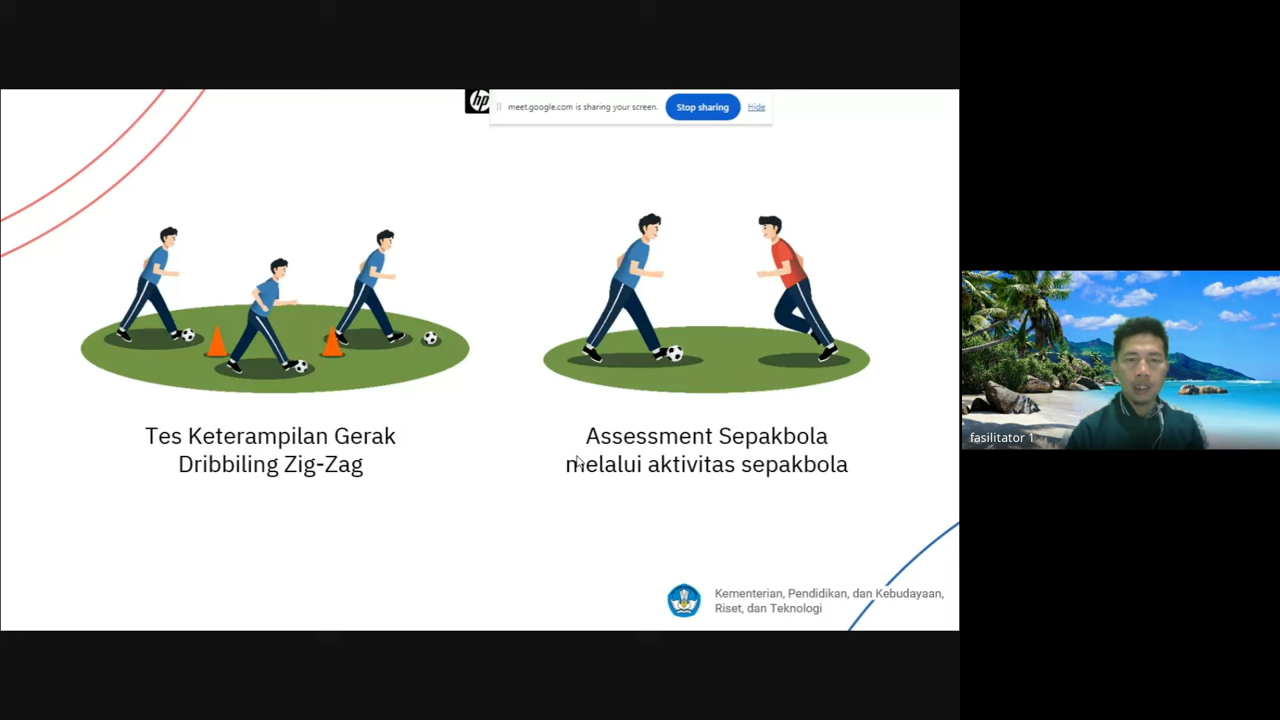 hp
meet.google.com is sharing your screen.
Stop sharing
Hide
Tes Keterampilan Gerak
Dribbiling Zig-Zag
Assessment Sepakbola
melalui aktivitas sepakbola
fasilitator 1
Kementerian, Pendidikan, dan Kebudayaan,
Riset, dan Teknologi